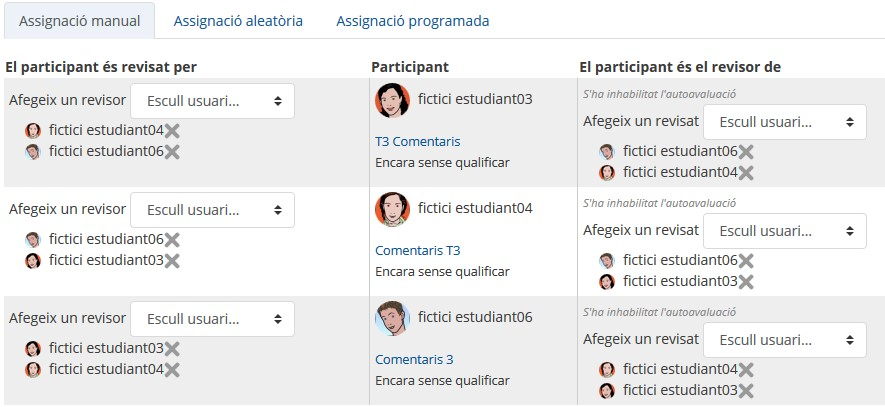 Assignació manual
Assignació aleatòria
Assignació programada
El participant és revisat per
Participant
El participant és el revisor de
Afegeix un revisor
Escull usuari...
fictici estudiant04
fictici estudiant06
fictici estudiant03
T3 Comentaris
Encara sense qualificar
S'ha inhabilitat l'autoavaluació
Afegeix un revisat
Escull usuari...
fictici estudiant06
fictici estudiant04
Afegeix un revisor
Escull usuari...
fictici estudiant06
fictici estudiant03
fictici estudiant04
Comentaris T3
Encara sense qualificar
S'ha inhabilitat l'autoavaluació
Afegeix un revisat
Escull usuari...
fictici estudiant06
fictici estudiant03
Afegeix un revisor
Escull usuari...
fictici estudiant03
fictici estudiant04
fictici estudiant06
Comentaris 3
Encara sense qualificar
S'ha inhabilitat l'autoavaluació
Afegeix un revisat
Escull usuari...
fictici estudiant04
fictici estudiant03